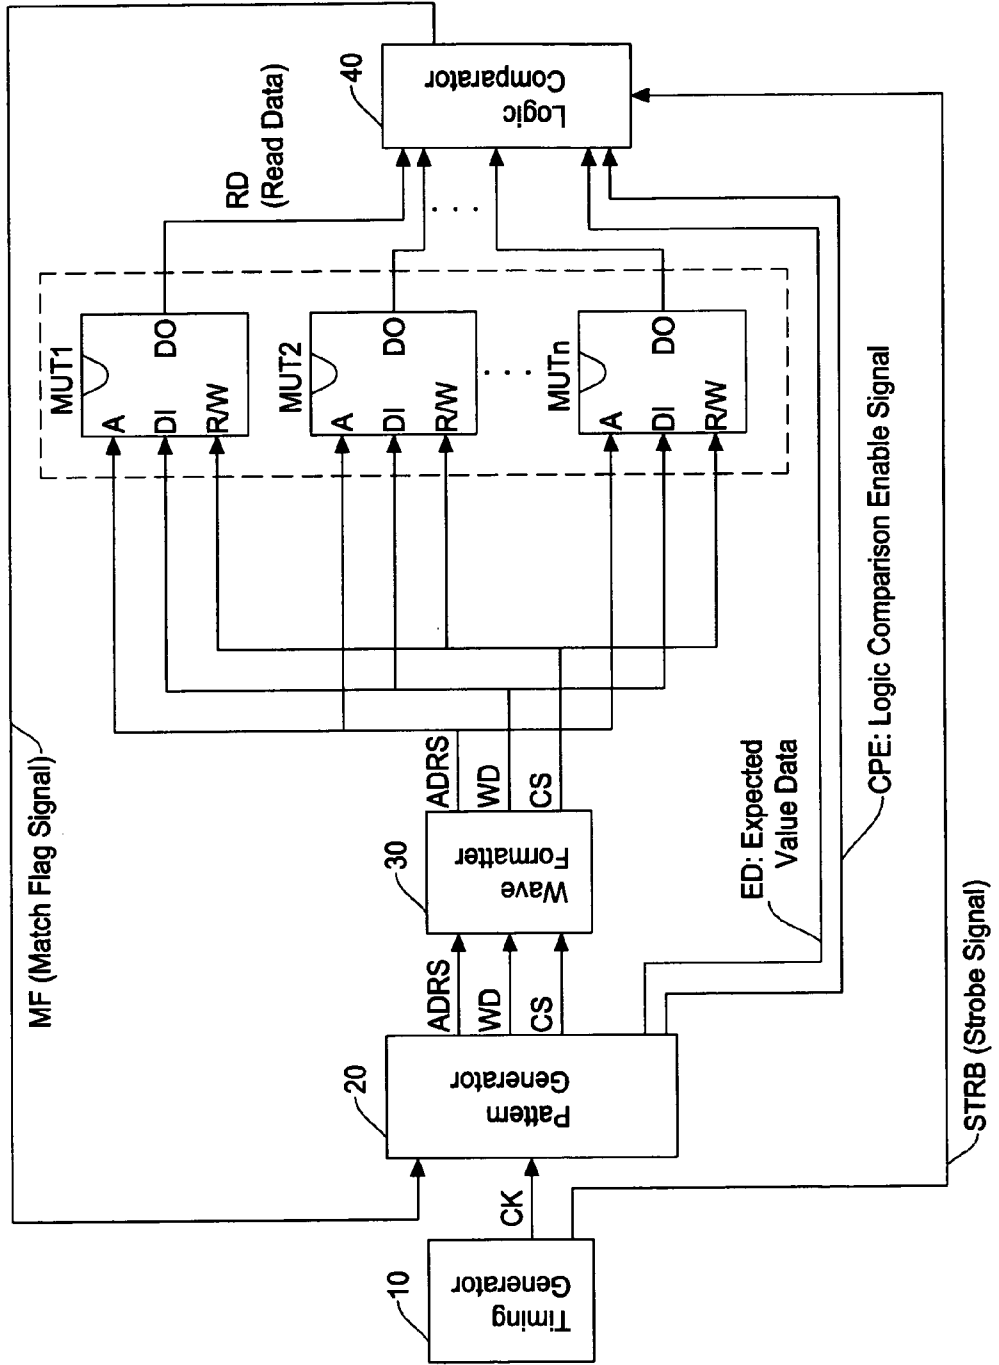 MF (Match Flag Signal)
10
Timing
Generator
CK
20
Pattern
Generator
ADRS
WD
CS
30
Wave
Formatter
ADRS
WD
CS
MUT1
A
DI
R/W
DO
MUT2
A
DI
R/W
DO
. . .
MUTn
A
DI
R/W
DO
RD
(Read Data)
. . .
40
Logic
Comparator
ED: Expected
Value Data
CPE: Logic Comparison Enable Signal
STRB (Strobe Signal)